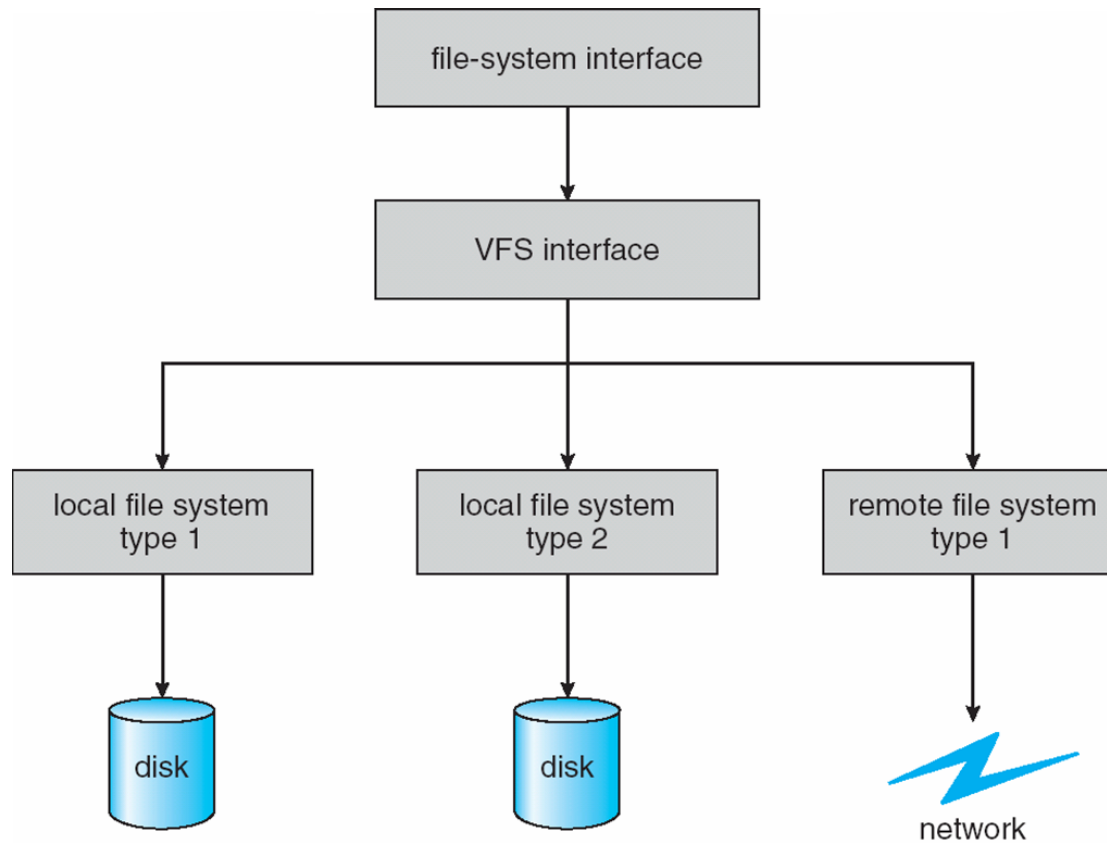 file-system interface
VFS interface
local file system
type 1
local file system
type 2
remote file system
type 1
disk
disk
network